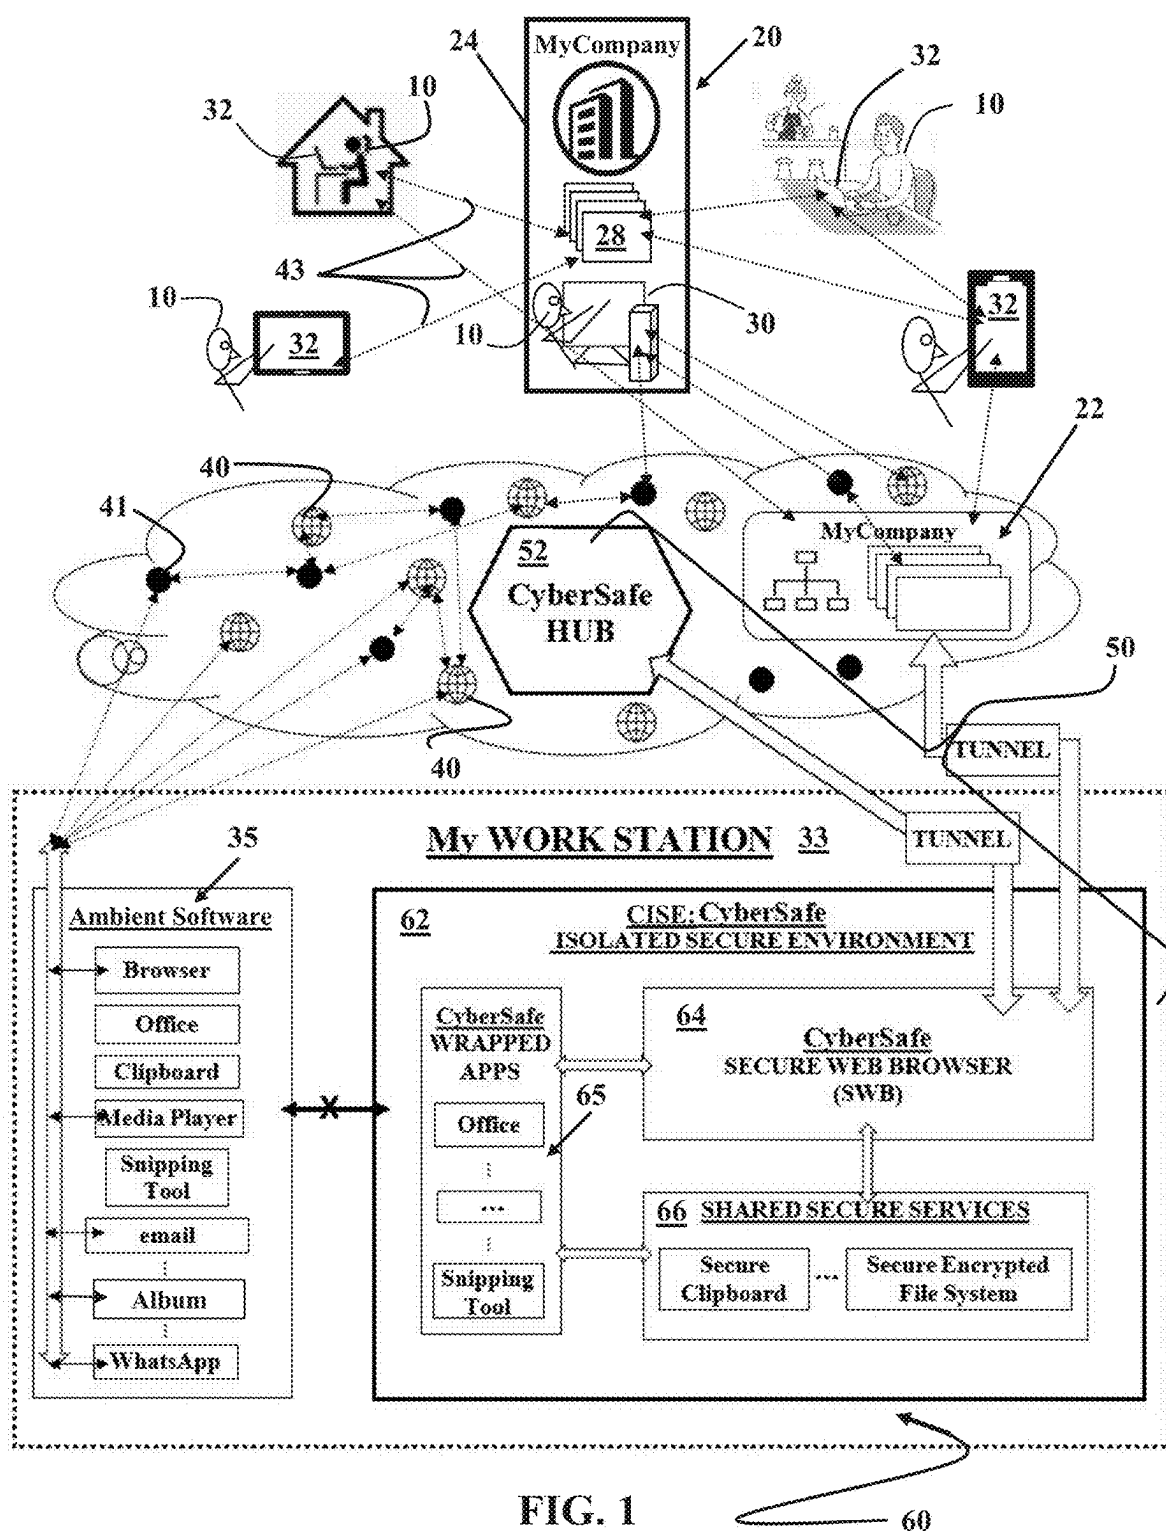 24
MyCompany
20
32
10
32
10
28
43
10
32
10
30
32
22
40
41
MyCompany
52
CyberSafe
HUB
50
40
TUNNEL
My WORK STATION 33
TUNNEL
35
Ambient Software
Browser
Office
Clipboard
Media Player
Snipping
Tool
email
Album
WhatsApp
62
CISE: CyberSafe
ISOLATED SECURE ENVIRONMENT
CyberSafe
WRAPPED
APPS
65
Office
...
Snipping
Tool
64
CyberSafe
SECURE WEB BROWSER
(SWB)
X
66 SHARED SECURE SERVICES
Secure
Clipboard
...
Secure Encrypted
File System
FIG. 1
60